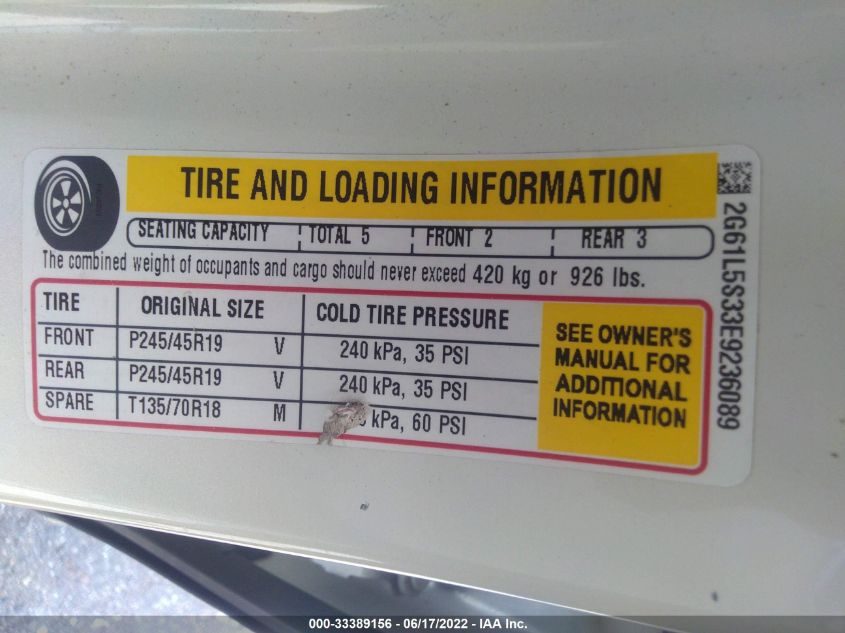 TIRE AND LOADING INFORMATION
SEATING CAPACITY TOTAL 5 FRONT 2 REAR 3
The combined weight of occupants and cargo should never exceed 420 kg or 926 lbs.
TIRE ORIGINAL SIZE COLD TIRE PRESSURE
FRONT P245/45R19 V 240 kPa, 35 PSI
REAR P245/45R19 V 240 kPa, 35 PSI
SPARE T135/70R18 M kPa, 60 PSI
SEE OWNER'S
MANUAL FOR
ADDITIONAL
INFORMATION
2G61L5S33E9236089
000-33389156 - 06/17/2022 - IAA Inc.